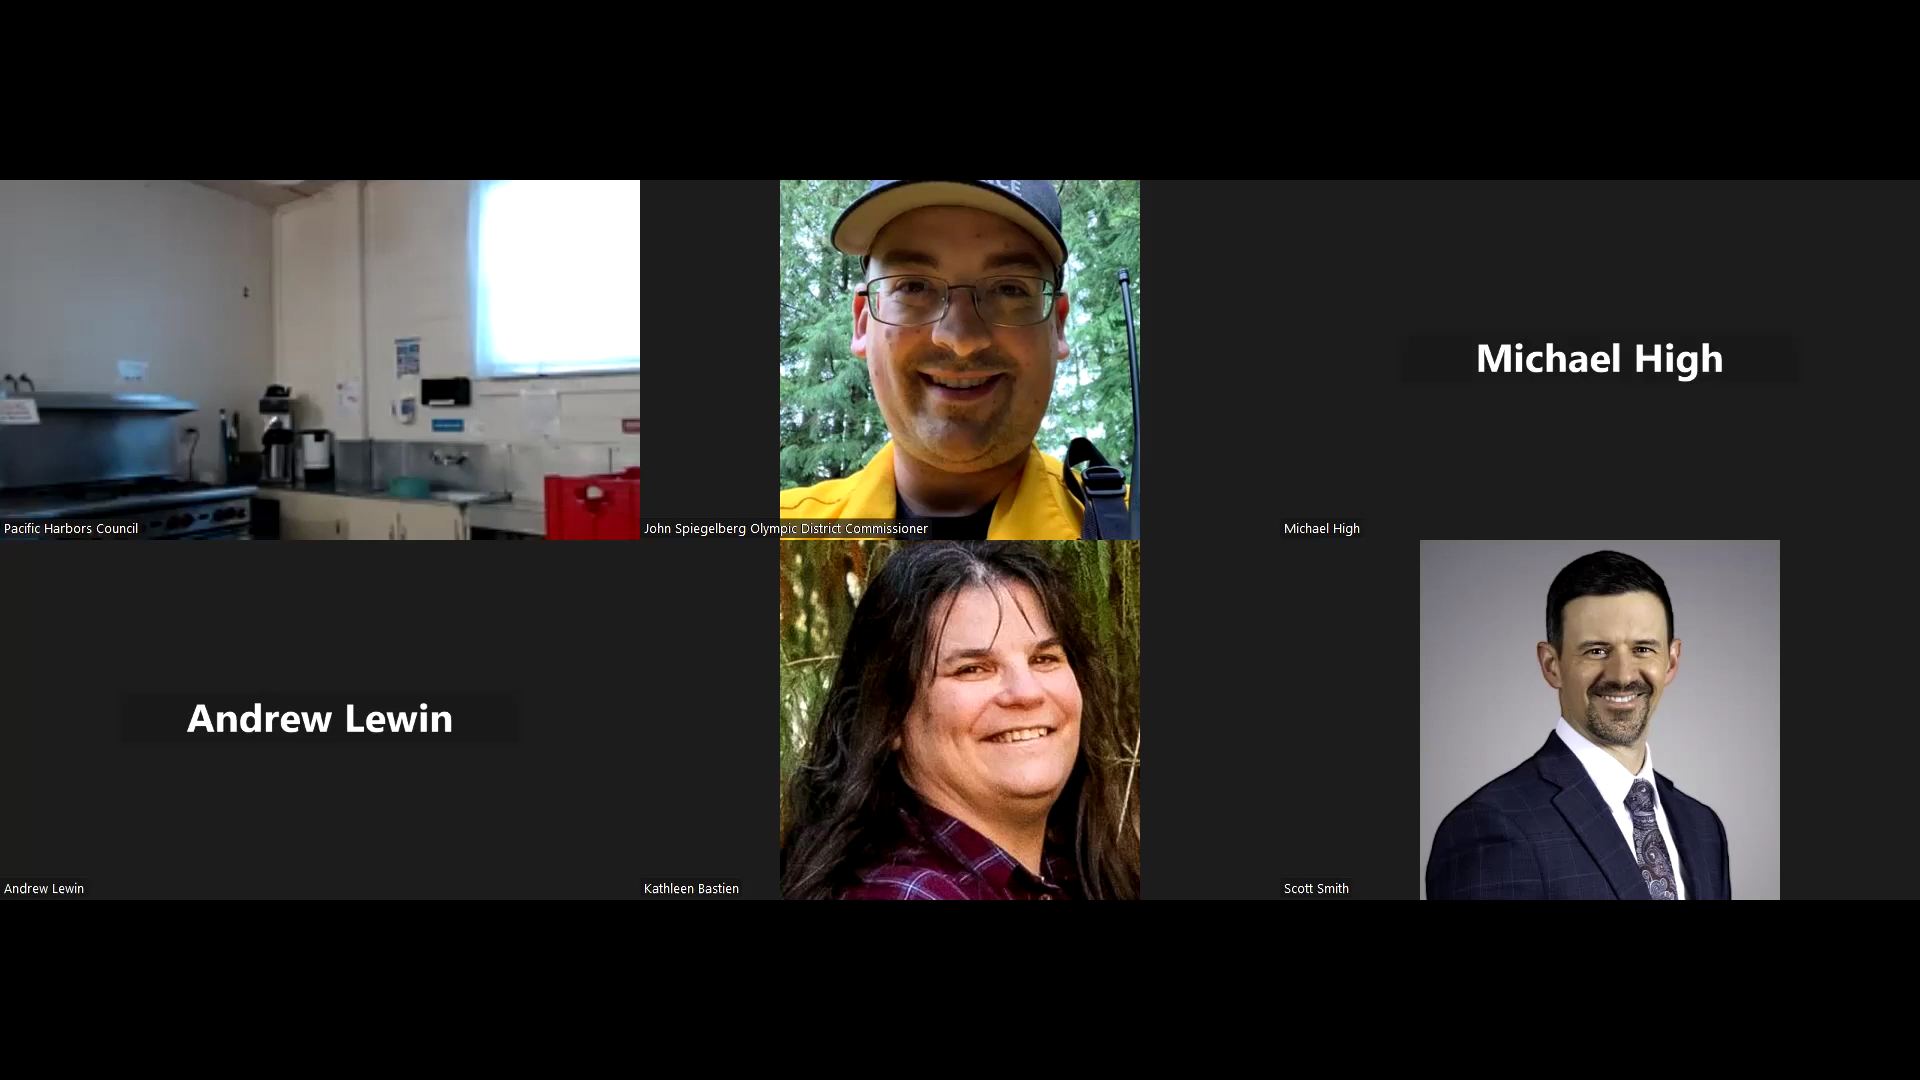 Pacific Harbors Council
John Spiegelberg Olympic District Commissioner
Michael High
Michael High
Andrew Lewin
Andrew Lewin
Kathleen Bastien
Scott Smith